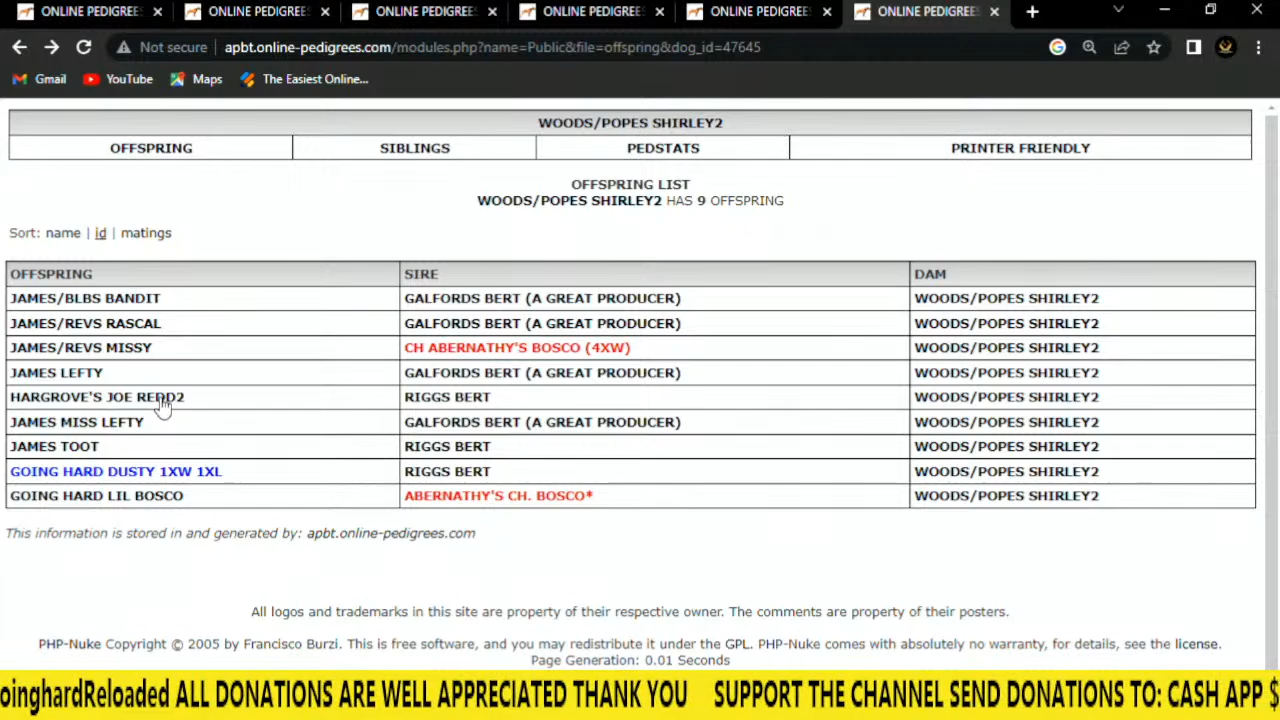 ONLINE PEDIGREES ONLINE PEDIGREES ONLINE PEDIGREES ONLINE PEDIGREES ONLINE PEDIGREES ONLINE PEDIGREES
Not secure apbt.online-pedigrees.com/modules.php?name=Public&file=offspring&dog_id=47645
Gmail YouTube Maps The Easiest Online...
WOODS/POPES SHIRLEY2
OFFSPRING SIBLINGS PEDSTATS PRINTER FRIENDLY
OFFSPRING LIST
WOODS/POPES SHIRLEY2 HAS 9 OFFSPRING
Sort: name | id | matings
OFFSPRING SIRE DAM
JAMES/BLBS BANDIT GALFORDS BERT (A GREAT PRODUCER) WOODS/POPES SHIRLEY2
JAMES/REVS RASCAL GALFORDS BERT (A GREAT PRODUCER) WOODS/POPES SHIRLEY2
JAMES/REVS MISSY CH ABERNATHY'S BOSCO (4XW) WOODS/POPES SHIRLEY2
JAMES LEFTY GALFORDS BERT (A GREAT PRODUCER) WOODS/POPES SHIRLEY2
HARGROVE'S JOE REDD2 RIGGS BERT WOODS/POPES SHIRLEY2
JAMES MISS LEFTY GALFORDS BERT (A GREAT PRODUCER) WOODS/POPES SHIRLEY2
JAMES TOOT RIGGS BERT WOODS/POPES SHIRLEY2
GOING HARD DUSTY 1XW 1XL RIGGS BERT WOODS/POPES SHIRLEY2
GOING HARD LIL BOSCO ABERNATHY'S CH. BOSCO* WOODS/POPES SHIRLEY2
This information is stored in and generated by: apbt.online-pedigrees.com
All logos and trademarks in this site are property of their respective owner. The comments are property of their posters.
PHP-Nuke Copyright © 2005 by Francisco Burzi. This is free software, and you may redistribute it under the GPL. PHP-Nuke comes with absolutely no warranty, for details, see the license.
Page Generation: 0.01 Seconds
oinghardReloaded ALL DONATIONS ARE WELL APPRECIATED THANK YOU SUPPORT THE CHANNEL SEND DONATIONS TO: CASH APP $